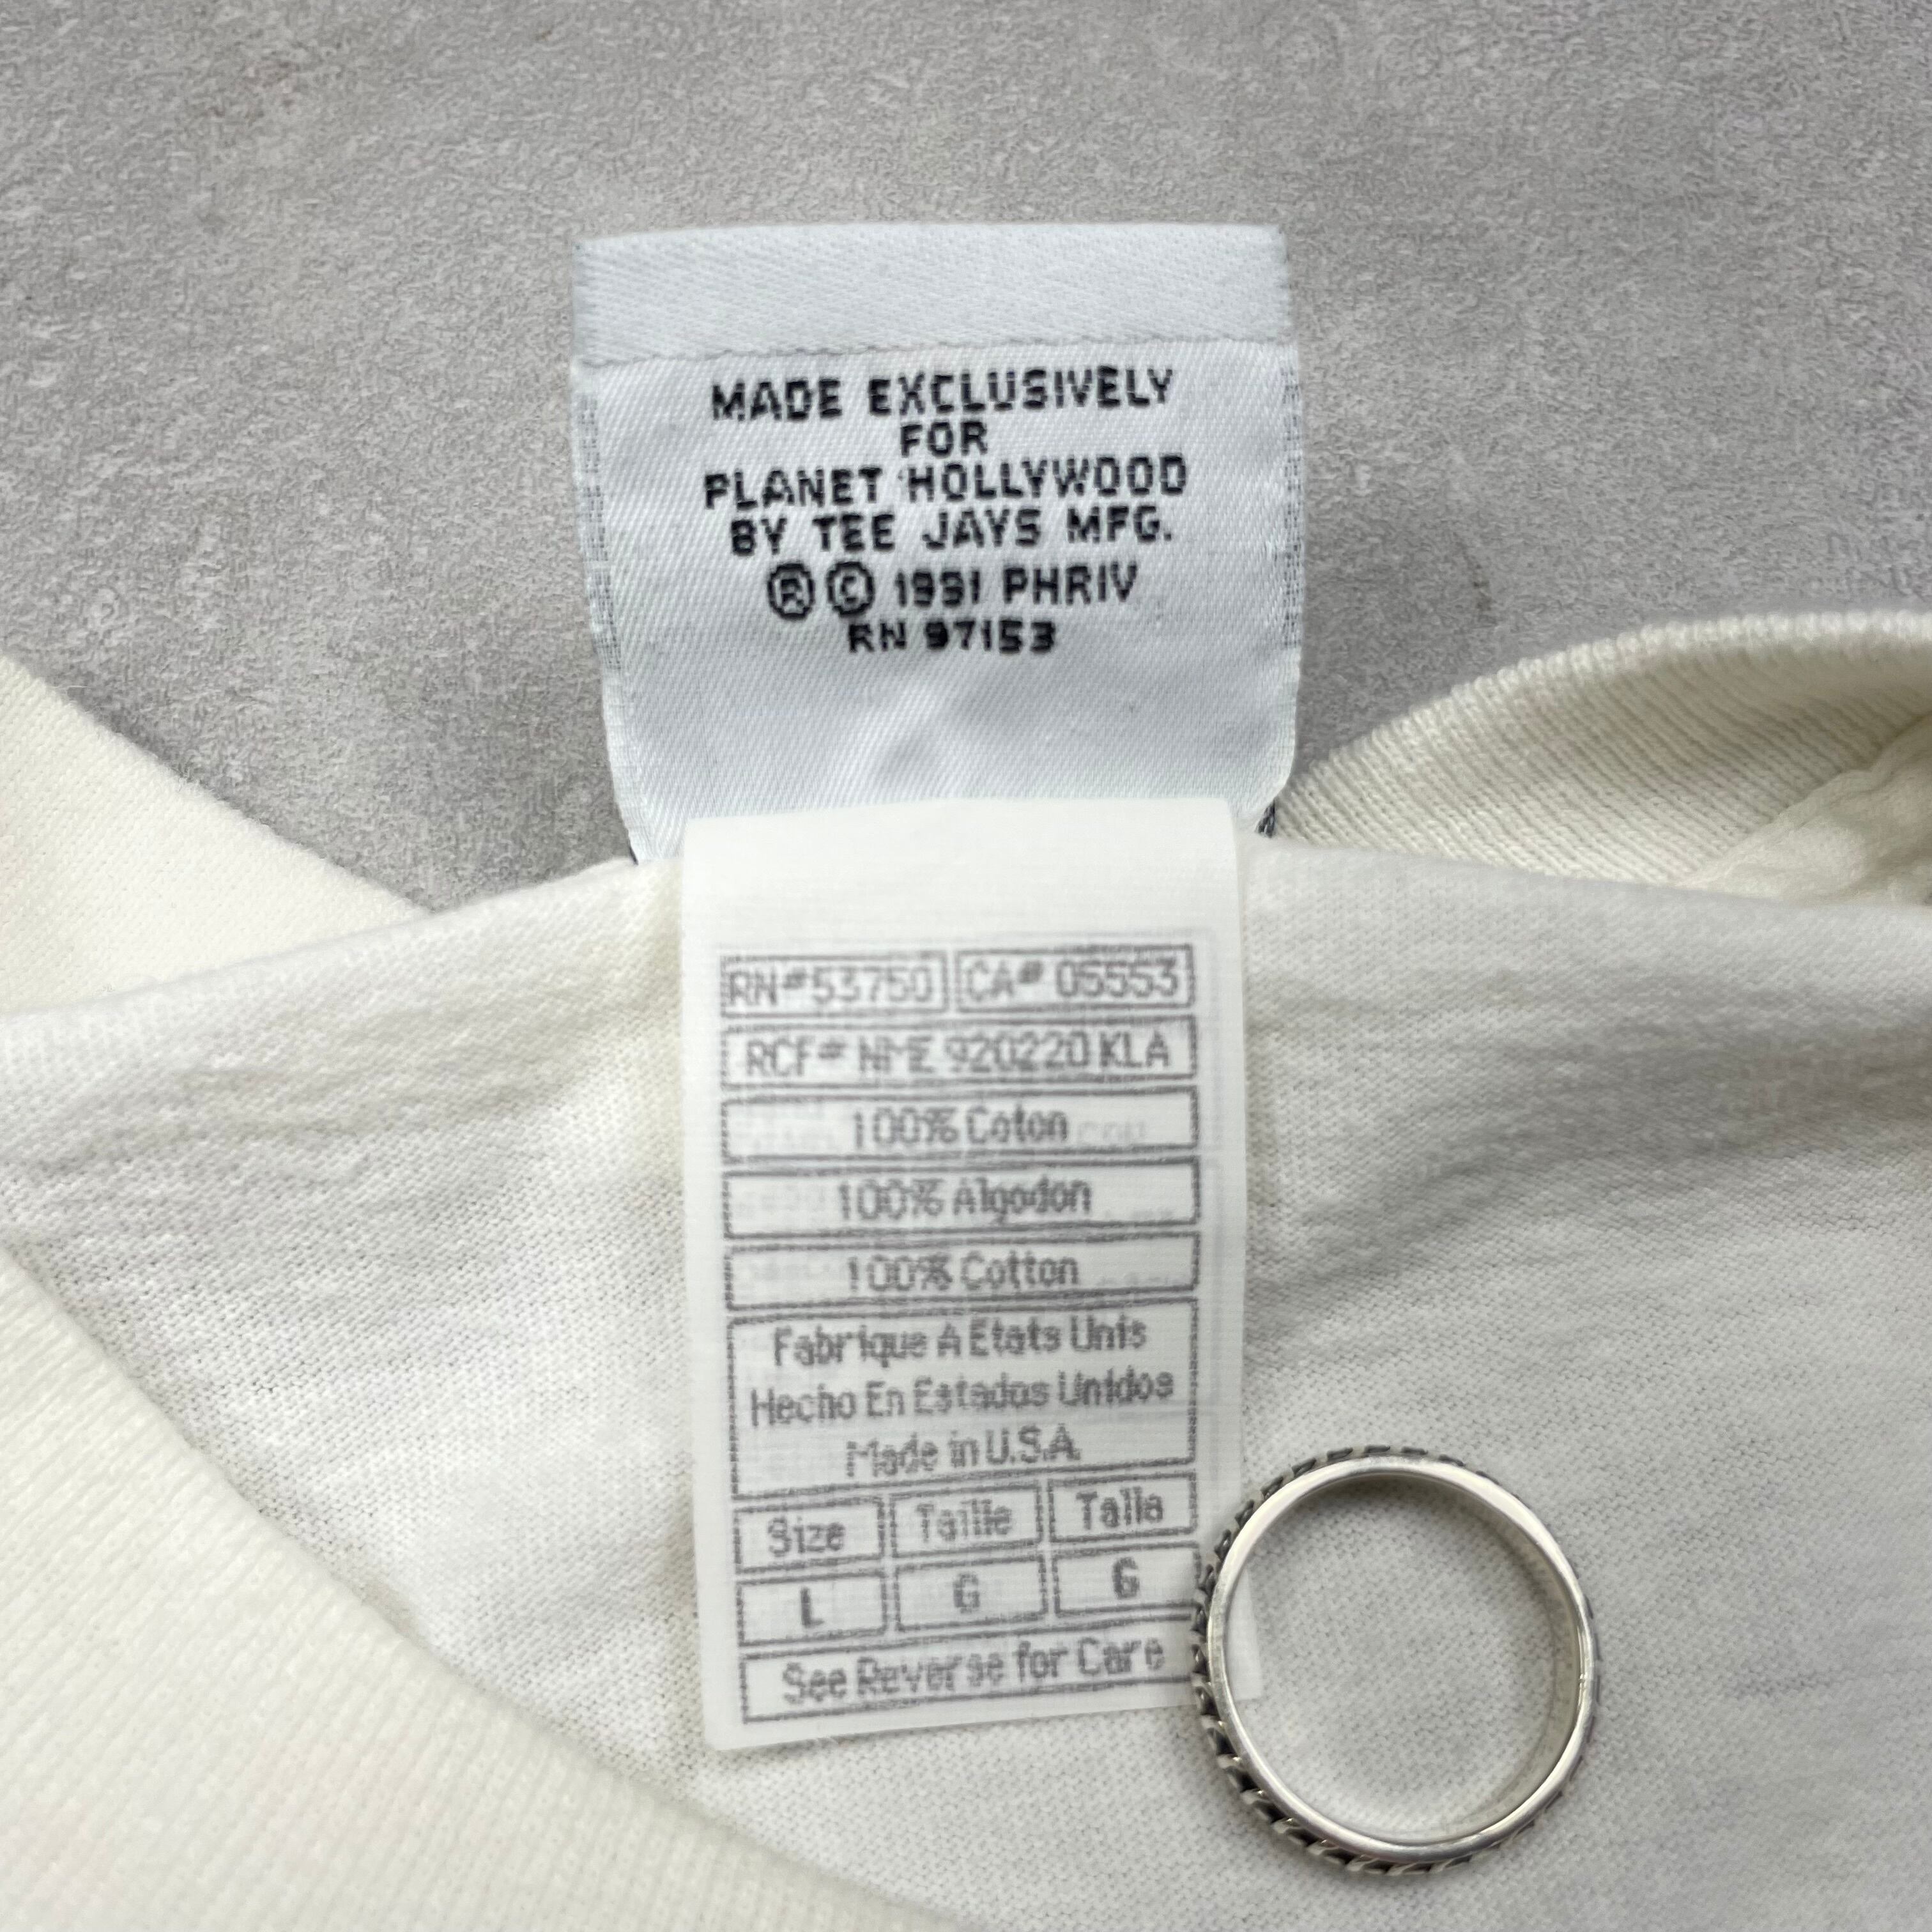 MADE EXCLUSIVELY
FOR
PLANET HOLLYWOOD
BY TEE JAYS MFG.
® © 1991 PHRIV
RN 97153
RN# 53750 CA# 05553
RCF# NME 920220 KLA
100% Coton
100% Algodon
100% Cotton
Fabrique A Etats Unis
Hecho En Estados Unidos
Made in U.S.A.
Size Taille Talla
L G G
See Reverse for Care